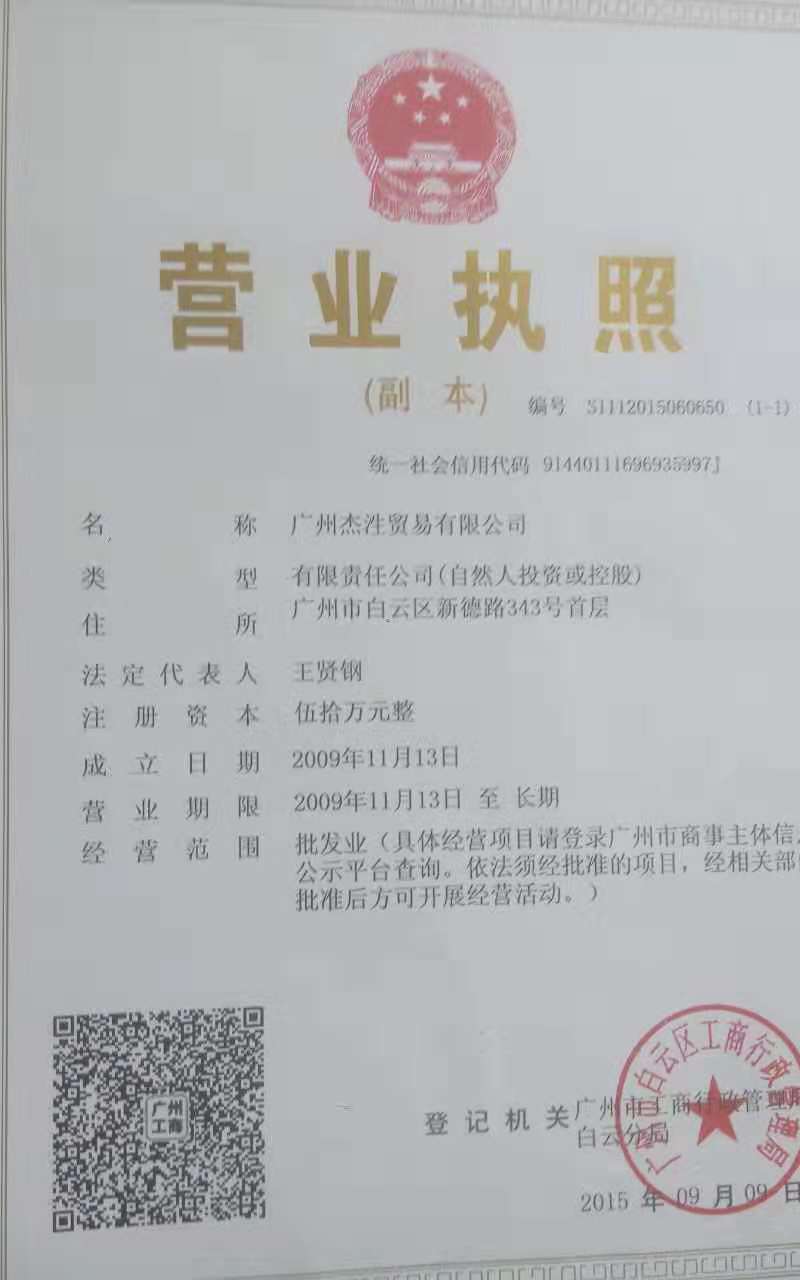 营业执照
(副 本)
编号 S1112015060650 (1-1)
统一社会信用代码 91440111696935997J
名 称 广州杰泩贸易有限公司
类 型 有限责任公司(自然人投资或控股)
住 所 广州市白云区新德路343号首层
法定代表人 王贤钢
注册资本 伍拾万元整
成立日期 2009年11月13日
营业期限 2009年11月13日 至 长期
经营范围 批发业（具体经营项目请登录广州市商事主体信
公示平台查询。依法须经批准的项目，经相关部
批准后方可开展经营活动。）
广州
工商
登记机关 广州市工商行政管理局
白云分局
广州市白云区工商行政管理局
2015 年 09 月 09 日